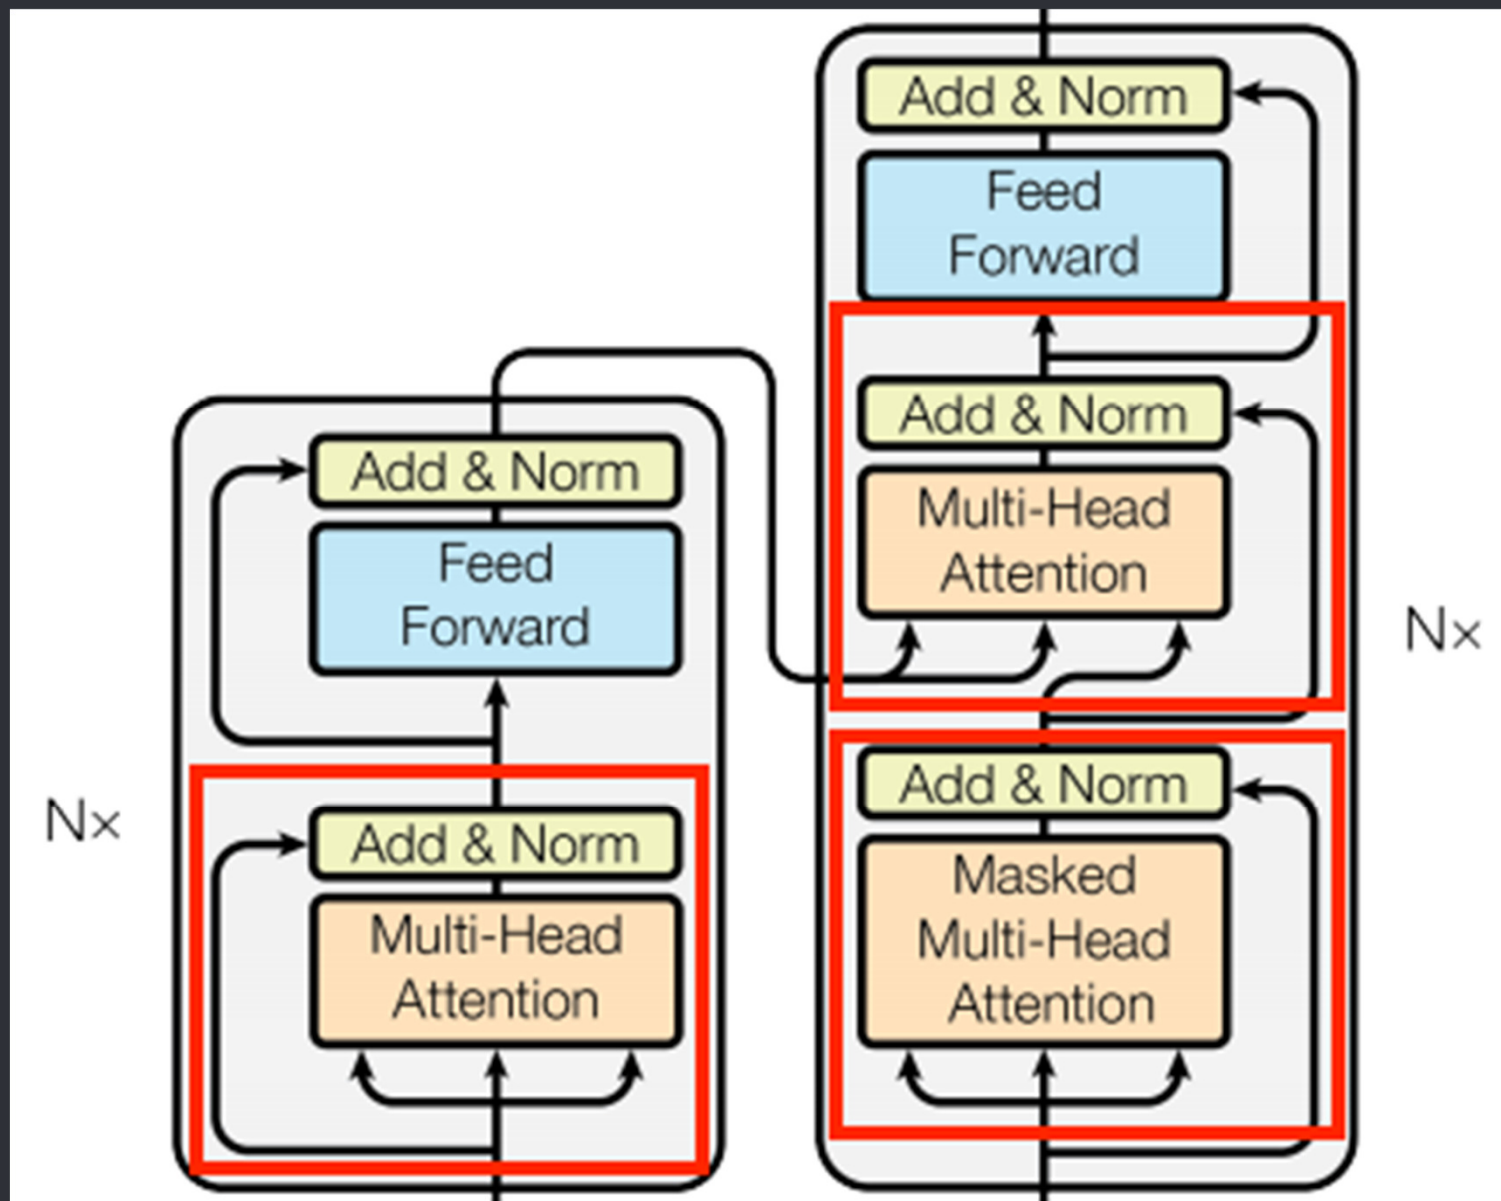 Add & Norm
Feed
Forward
Add & Norm
Multi-Head
Attention
Nx
Add & Norm
Feed
Forward
Add & Norm
Multi-Head
Attention
Nx
Add & Norm
Masked
Multi-Head
Attention